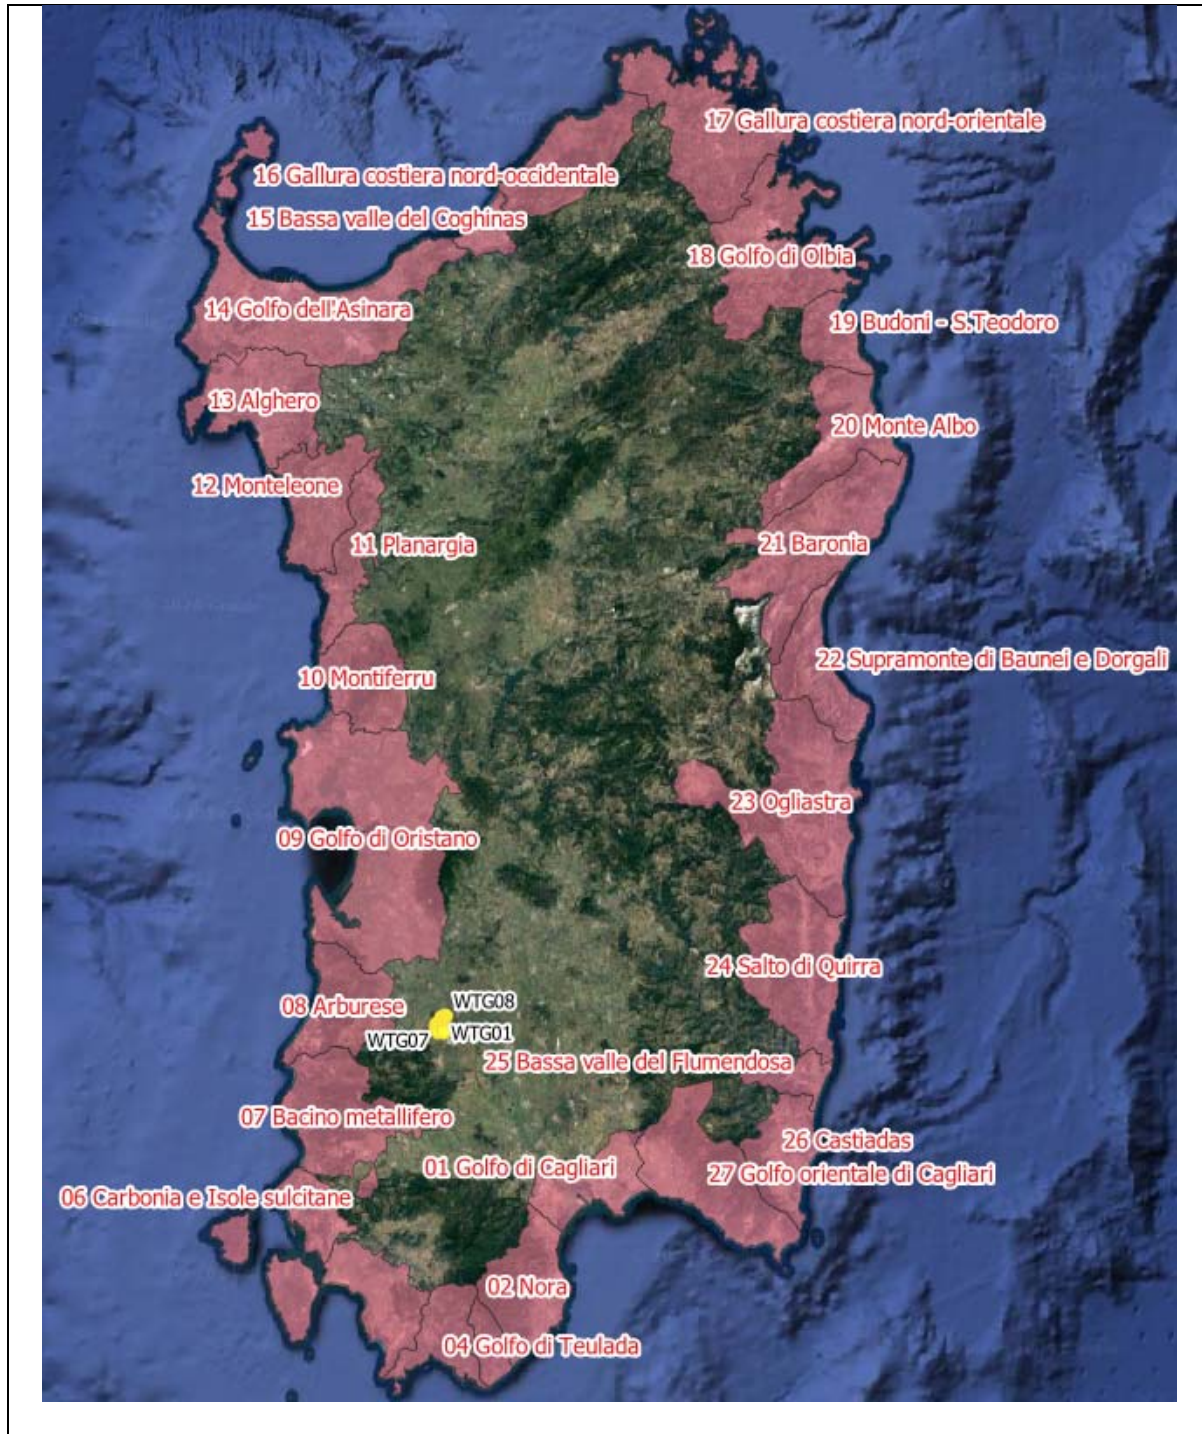 17 Gallura costiera nord-orientale
16 Gallura costiera nord-occidentale
15 Bassa valle del Coghinas
18 Golfo di Olbia
14 Golfo dell'Asinara
19 Budoni - S.Teodoro
13 Alghero
20 Monte Albo
12 Monteleone
11 Planargia
21 Baronia
22 Supramonte di Baunei e Dorgali
10 Montiferru
23 Ogliastra
09 Golfo di Oristano
24 Salto di Quirra
08 Arburese
WTG08
WTG07
WTG01
25 Bassa valle del Flumendosa
07 Bacino metallifero
26 Castiadas
01 Golfo di Cagliari
27 Golfo orientale di Cagliari
06 Carbonia e Isole sulcitane
02 Nora
04 Golfo di Teulada